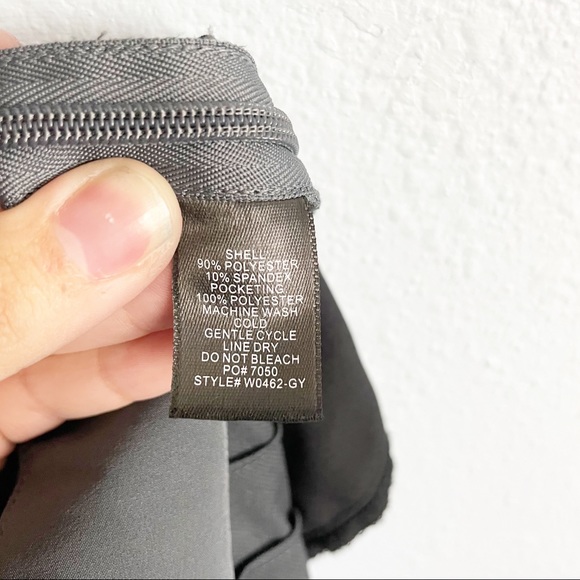 SHELL
90% POLYESTER
10% SPANDEX
POCKETING
100% POLYESTER
MACHINE WASH
COLD
GENTLE CYCLE
LINE DRY
DO NOT BLEACH
PO# 7050
STYLE# W0462-GY